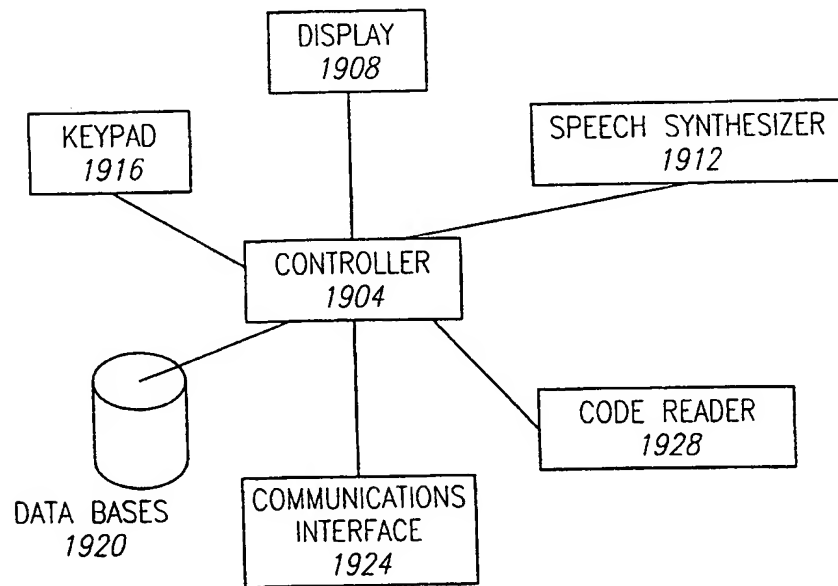 DISPLAY
1908
KEYPAD
1916
SPEECH SYNTHESIZER
1912
CONTROLLER
1904
CODE READER
1928
DATA BASES
1920
COMMUNICATIONS
INTERFACE
1924